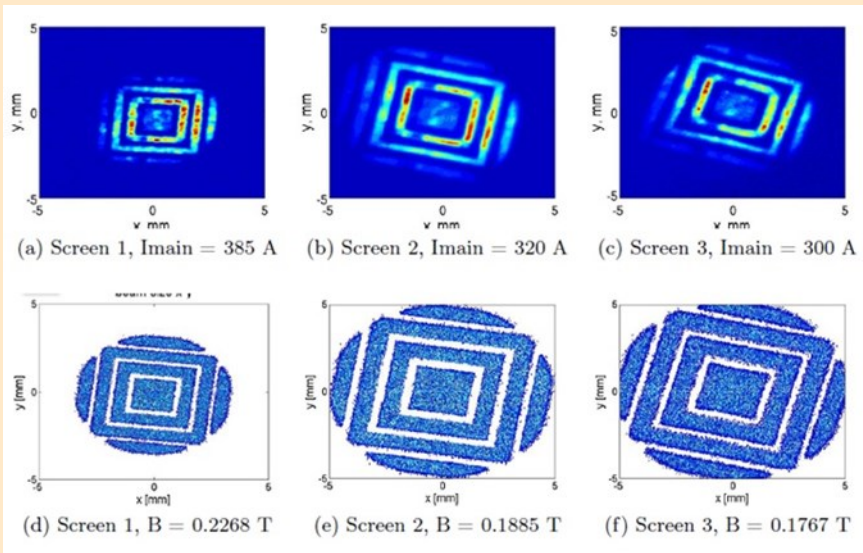 5
y, mm
0
-5
-5 0 5
(a) Screen 1, Imain = 385 A
5
y, mm
0
-5
-5 0 5
(b) Screen 2, Imain = 320 A
5
y, mm
0
-5
-5 0 5
(c) Screen 3, Imain = 300 A
5
y [mm]
0
-5
-5 0 5
x [mm]
(d) Screen 1, B = 0.2268 T
5
y [mm]
0
-5
-5 0 5
x [mm]
(e) Screen 2, B = 0.1885 T
5
y [mm]
0
-5
-5 0 5
x [mm]
(f) Screen 3, B = 0.1767 T